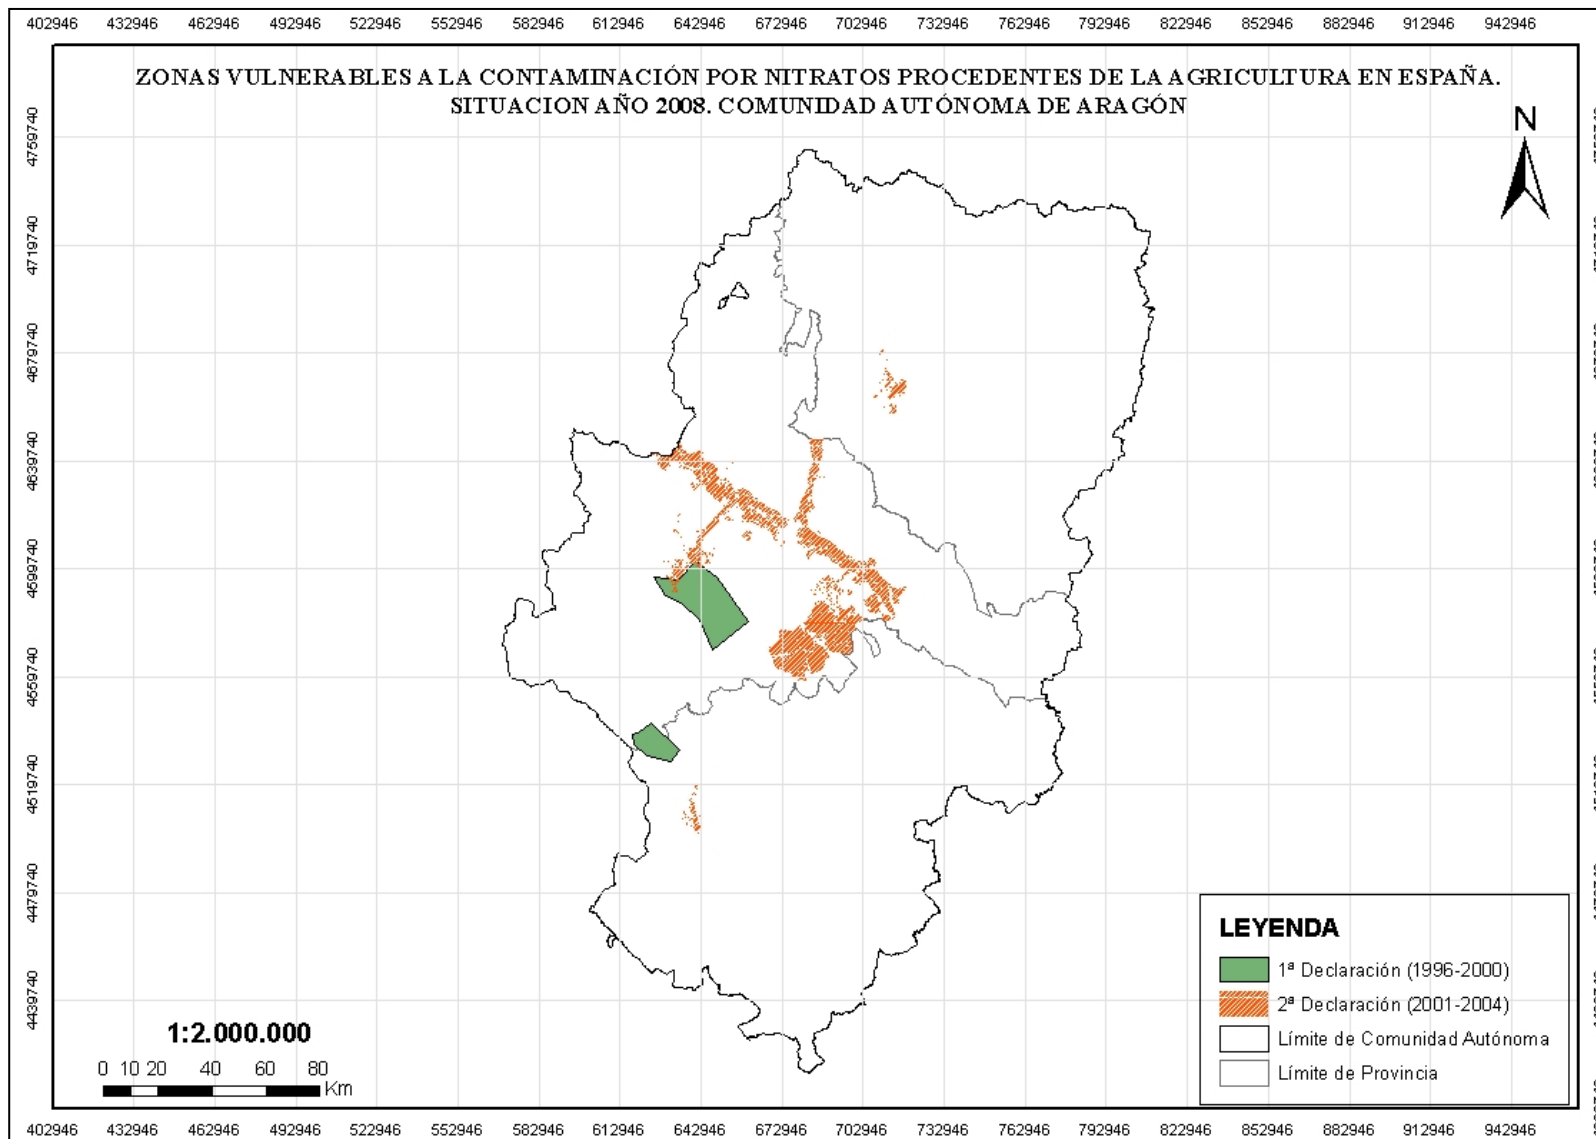 402946 432946 462946 492946 522946 552946 582946 612946 642946 672946 702946 732946 762946 792946 822946 852946 882946 912946 942946
ZONAS VULNERABLES A LA CONTAMINACIÓN POR NITRATOS PROCEDENTES DE LA AGRICULTURA EN ESPAÑA.
SITUACION AÑO 2008. COMUNIDAD AUTÓNOMA DE ARAGÓN
N
4759740
4719740
4679740
4639740
4599740
4559740
4519740
4479740
4439740
LEYENDA
1ª Declaración (1996-2000)
2ª Declaración (2001-2004)
Límite de Comunidad Autónoma
Límite de Provincia
1:2.000.000
0 10 20 40 60 80
Km
402946 432946 462946 492946 522946 552946 582946 612946 642946 672946 702946 732946 762946 792946 822946 852946 882946 912946 942946